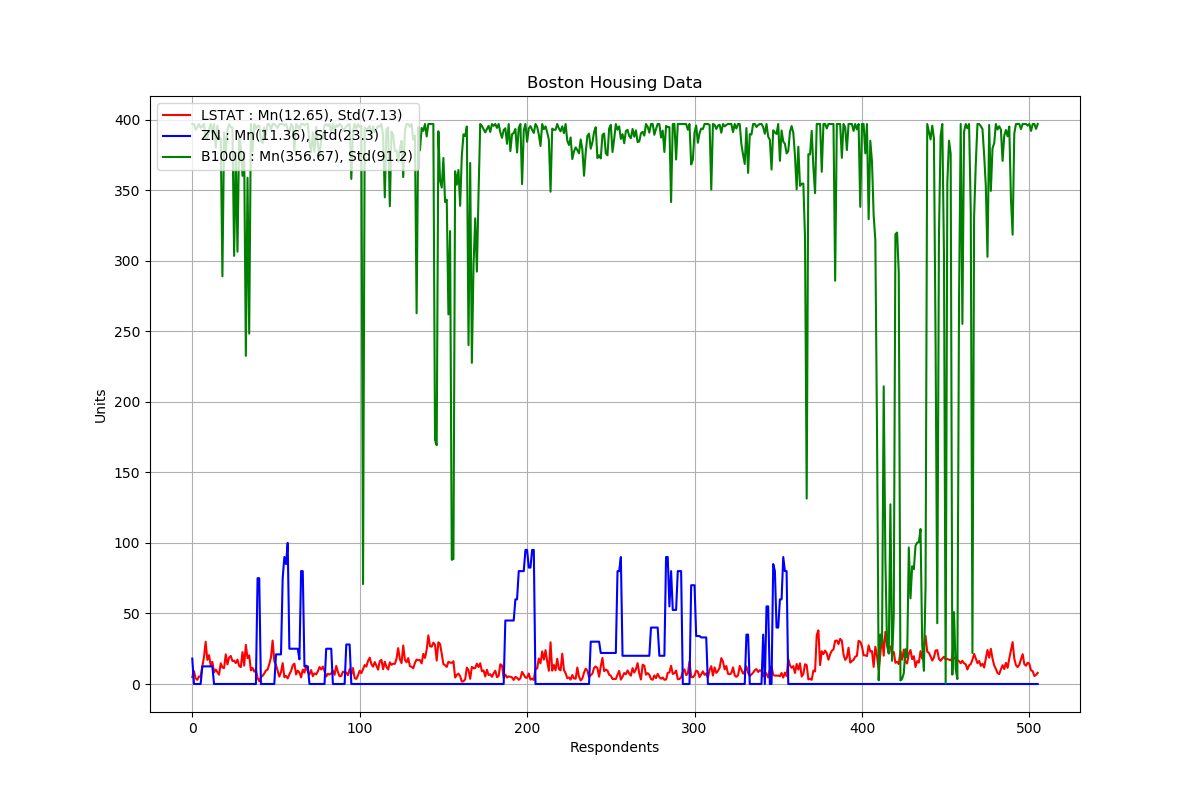 Boston Housing Data
LSTAT : Mn(12.65), Std(7.13)
ZN : Mn(11.36), Std(23.3)
B1000 : Mn(356.67), Std(91.2)
400
350
300
250
200
150
100
50
0
Units
0 100 200 300 400 500
Respondents